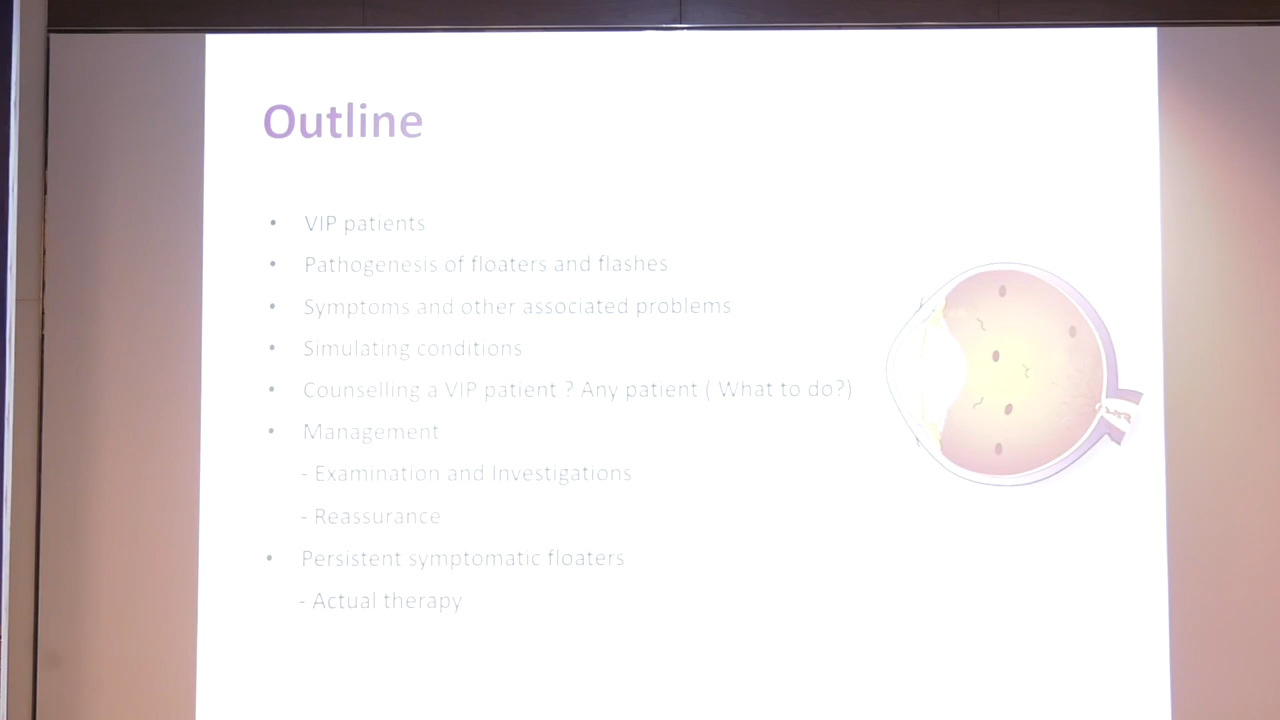 Outline
• VIP patients
• Pathogenesis of floaters and flashes
• Symptoms and other associated problems
• Simulating conditions
• Counselling a VIP patient ? Any patient ( What to do?)
• Management
- Examination and Investigations
- Reassurance
• Persistent symptomatic floaters
- Actual therapy